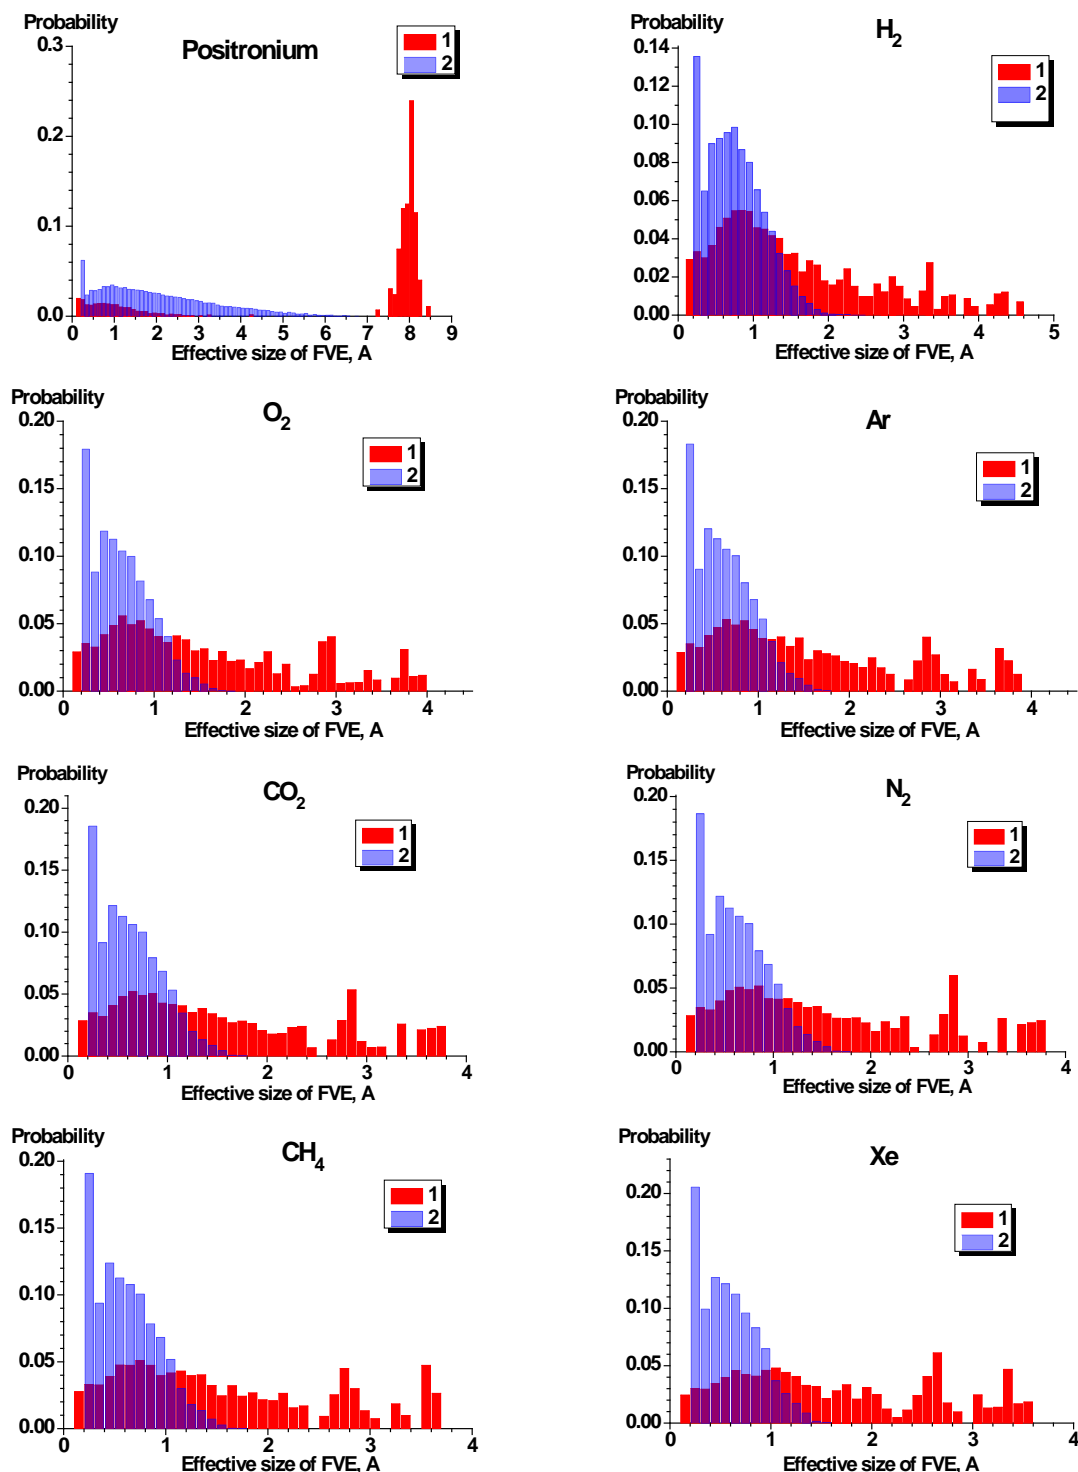 Probability
Positronium
1
2
0.3
0.2
0.1
0.0
0 1 2 3 4 5 6 7 8 9
Effective size of FVE, A
Probability
H2
1
2
0.14
0.12
0.10
0.08
0.06
0.04
0.02
0.00
0 1 2 3 4 5
Effective size of FVE, A
Probability
O2
1
2
0.20
0.15
0.10
0.05
0.00
0 1 2 3 4
Effective size of FVE, A
Probability
Ar
1
2
0.20
0.15
0.10
0.05
0.00
0 1 2 3 4
Effective size of FVE, A
Probability
CO2
1
2
0.20
0.15
0.10
0.05
0.00
0 1 2 3 4
Effective size of FVE, A
Probability
N2
1
2
0.20
0.15
0.10
0.05
0.00
0 1 2 3 4
Effective size of FVE, A
Probability
CH4
1
2
0.20
0.15
0.10
0.05
0.00
0 1 2 3 4
Effective size of FVE, A
Probability
Xe
1
2
0.20
0.15
0.10
0.05
0.00
0 1 2 3 4
Effective size of FVE, A